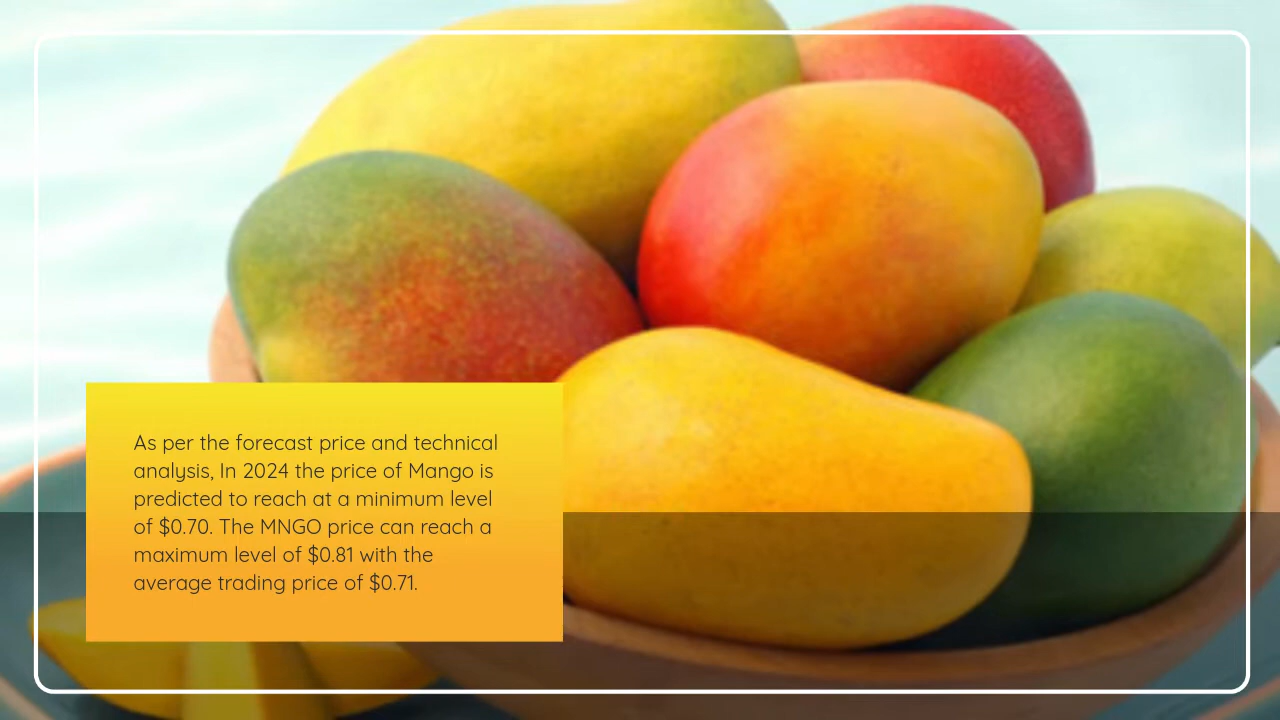 As per the forecast price and technical
analysis, In 2024 the price of Mango is
predicted to reach at a minimum level
of $0.70. The MNGO price can reach a
maximum level of $0.81 with the
average trading price of $0.71.